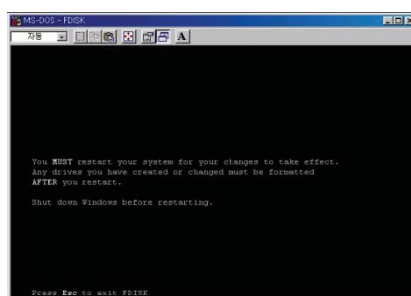 MS-DOS - FDISK
자동
A
You MUST restart your system for your changes to take effect.
Any drives you have created or changed must be formatted
AFTER you restart.
Shut down Windows before restarting.
Press Esc to exit FDISK